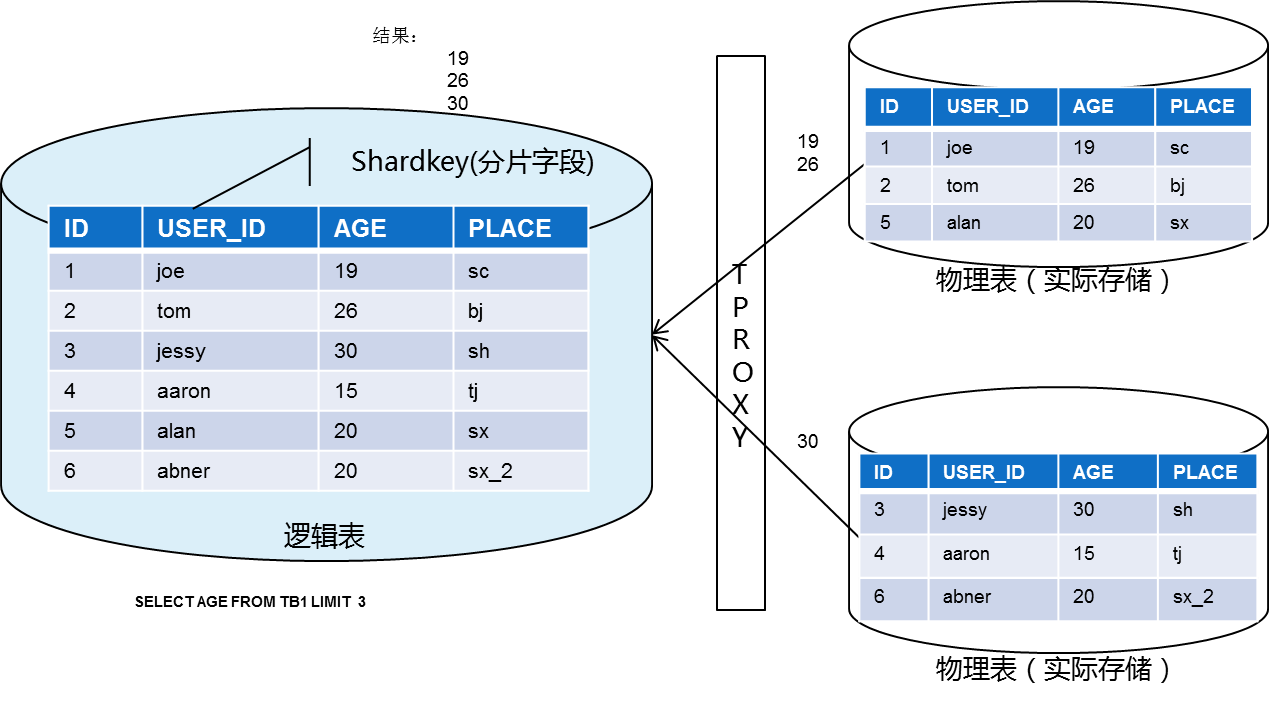 结果：
19
26
30
Shardkey(分片字段)
ID USER_ID AGE PLACE
1 joe 19 sc
2 tom 26 bj
3 jessy 30 sh
4 aaron 15 tj
5 alan 20 sx
6 abner 20 sx_2
逻辑表
SELECT AGE FROM TB1 LIMIT 3
TPROXY
19
26
ID USER_ID AGE PLACE
1 joe 19 sc
2 tom 26 bj
5 alan 20 sx
物理表（实际存储）
30
ID USER_ID AGE PLACE
3 jessy 30 sh
4 aaron 15 tj
6 abner 20 sx_2
物理表（实际存储）